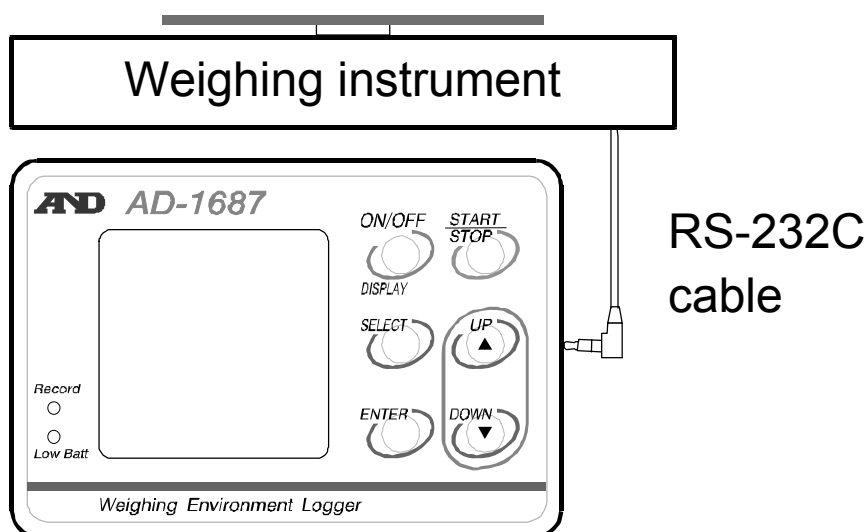 Weighing instrument
AND AD-1687
ON/OFF START
STOP
DISPLAY
RS-232C
cable
SELECT UP
▲
Record
ENTER DOWN
▼
Low Batt
Weighing Environment Logger